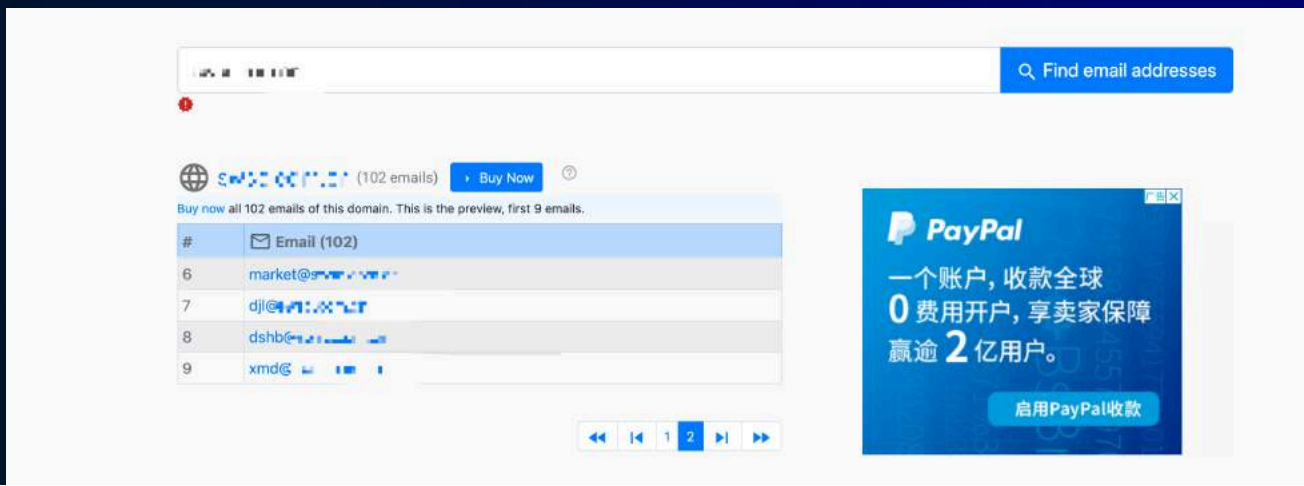 Find email addresses
(102 emails) Buy Now
Buy now all 102 emails of this domain. This is the preview, first 9 emails.
# Email (102)
6 market@
7 djl@
8 dshb@
9 xmd@
1 2
广告
PayPal
一个账户,收款全球
0 费用开户,享卖家保障
赢逾 2 亿用户。
启用PayPal收款